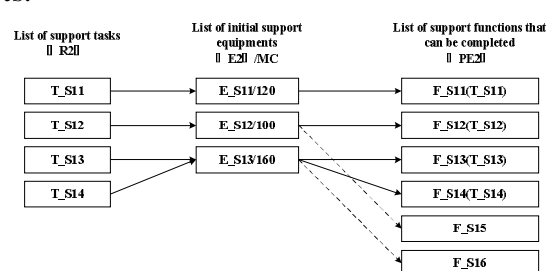 List of support tasks
R2
List of initial support
equipments
E2 /MC
List of support functions that
can be completed
PE2
T_S11
E_S11/120
F_S11(T_S11)
T_S12
E_S12/100
F_S12(T_S12)
T_S13
E_S13/160
F_S13(T_S13)
T_S14
F_S14(T_S14)
F_S15
F_S16